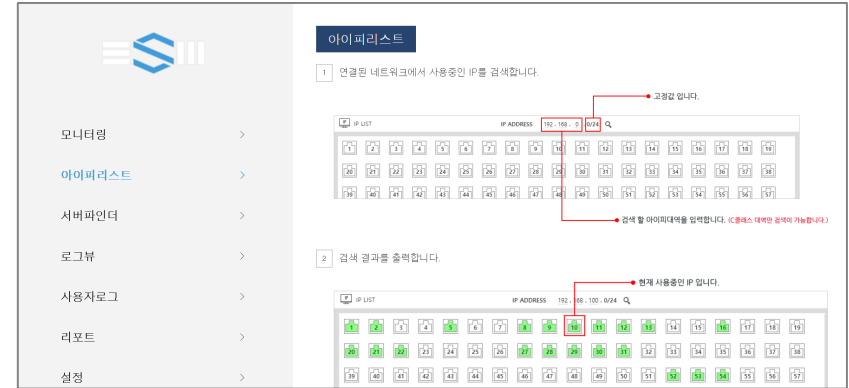 아이피리스트
1 연결된 네트워크에서 사용중인 IP를 검색합니다.
고정값 입니다.
IP LIST IP ADDRESS 192 . 168 . 0 . 0/24
1 2 3 4 5 6 7 8 9 10 11 12 13 14 15 16 17 18 19
20 21 22 23 24 25 26 27 28 29 30 31 32 33 34 35 36 37 38
39 40 41 42 43 44 45 46 47 48 49 50 51 52 53 54 55 56 57
검색 할 아이피대역을 입력합니다. (C클래스 대역만 검색이 가능합니다.)
2 검색 결과를 출력합니다.
현재 사용중인 IP 입니다.
IP LIST IP ADDRESS 192 . 168 . 100 . 0/24
1 2 3 4 5 6 7 8 9 10 11 12 13 14 15 16 17 18 19
20 21 22 23 24 25 26 27 28 29 30 31 32 33 34 35 36 37 38
39 40 41 42 43 44 45 46 47 48 49 50 51 52 53 54 55 56 57
모니터링
아이피리스트
서버파인더
로그뷰
사용자로그
리포트
설정